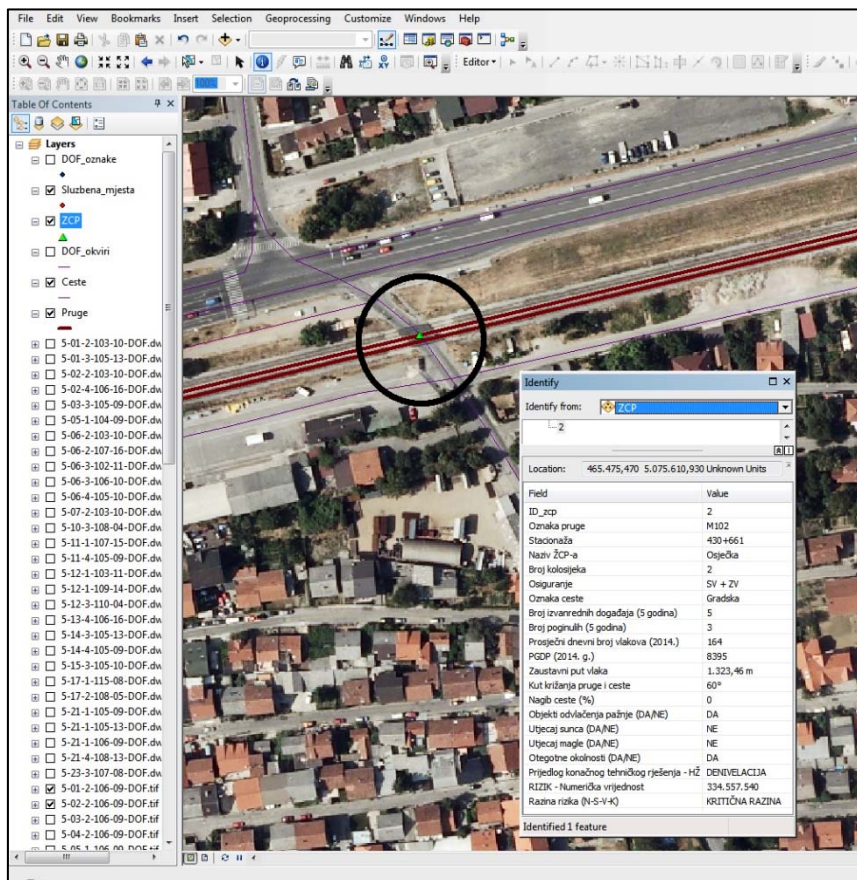 File Edit View Bookmarks Insert Selection Geoprocessing Customize Windows Help
Editor
100%
Table Of Contents
Layers
DOF_oznake
Sluzbena_mjesta
ZCP
DOF_okviri
Ceste
Pruge
5-01-2-103-10-DOF.dw
5-01-3-105-13-DOF.dw
5-02-2-103-10-DOF.dw
5-02-4-106-16-DOF.dw
5-03-3-105-09-DOF.dw
5-05-1-104-09-DOF.dw
5-06-2-103-10-DOF.dw
5-06-2-107-16-DOF.dw
5-06-3-102-11-DOF.dw
5-06-3-106-10-DOF.dw
5-06-4-105-10-DOF.dw
5-07-2-103-10-DOF.dw
5-10-3-108-04-DOF.dw
5-11-1-107-15-DOF.dw
5-11-4-105-09-DOF.dw
5-12-1-103-11-DOF.dw
5-12-1-109-14-DOF.dw
5-12-3-110-04-DOF.dw
5-13-4-106-16-DOF.dw
5-14-3-105-13-DOF.dw
5-14-4-105-09-DOF.dw
5-15-3-105-10-DOF.dw
5-17-1-115-08-DOF.dw
5-17-2-108-05-DOF.dw
5-21-1-105-09-DOF.dw
5-21-1-105-13-DOF.dw
5-21-1-106-09-DOF.dw
5-21-4-108-13-DOF.dw
5-23-3-107-08-DOF.dw
5-01-2-106-09-DOF.tif
5-02-2-106-09-DOF.tif
5-03-2-106-09-DOF.tif
5-04-2-106-09-DOF.tif
5-05-1-106-09-DOF.tif
Identify
Identify from: ZCP
2
Location: 465.475,470 5.075.610,930 Unknown Units
Field Value
ID_zcp 2
Oznaka pruge M102
Stacionaža 430+661
Naziv ŽCP-a Osječka
Broj kolosijeka 2
Osiguranje SV + ZV
Oznaka ceste Gradska
Broj izvanrednih događaja (5 godina) 5
Broj poginulih (5 godina) 3
Prosječni dnevni broj vlakova (2014.) 164
PGDP (2014. g.) 8395
Zaustavni put vlaka 1.323,46 m
Kut križanja pruge i ceste 60°
Nagib ceste (%) 0
Objekti odvlačenja pažnje (DA/NE) DA
Utjecaj sunca (DA/NE) NE
Utjecaj magle (DA/NE) NE
Otegotne okolnosti (DA/NE) DA
Prijedlog konačnog tehničkog rješenja - HŽ DENIVELACIJA
RIZIK - Numerička vrijednost 334.557.540
Razina rizika (N-S-V-K) KRITIČNA RAZINA
Identified 1 feature